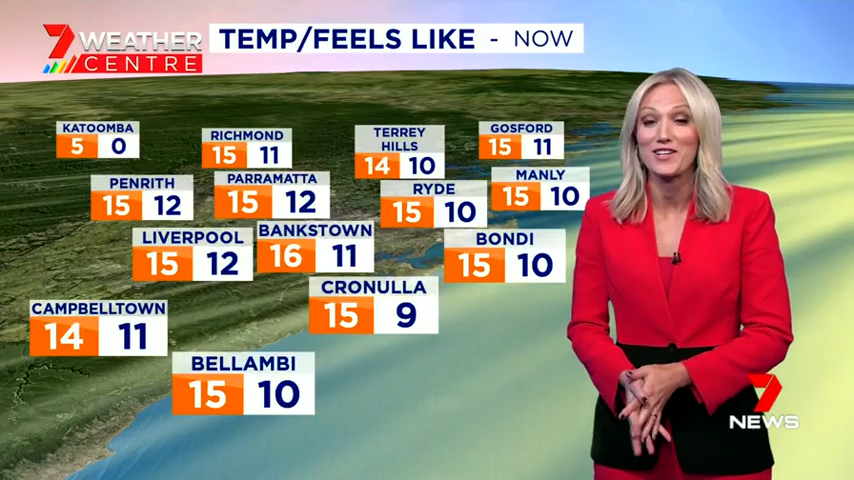 7 WEATHER
CENTRE
TEMP/FEELS LIKE - NOW
KATOOMBA
5 0
RICHMOND
15 11
TERREY
HILLS
14 10
GOSFORD
15 11
PENRITH
15 12
PARRAMATTA
15 12
RYDE
15 10
MANLY
15 10
LIVERPOOL
15 12
BANKSTOWN
16 11
BONDI
15 10
CRONULLA
15 9
CAMPBELLTOWN
14 11
BELLAMBI
15 10
7
NEWS